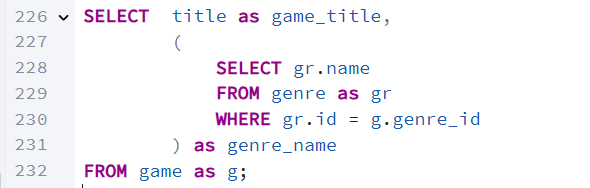 226 SELECT  title as game_title,
227         (
228             SELECT gr.name
229             FROM genre as gr
230             WHERE gr.id = g.genre_id
231         ) as genre_name
232 FROM game as g;